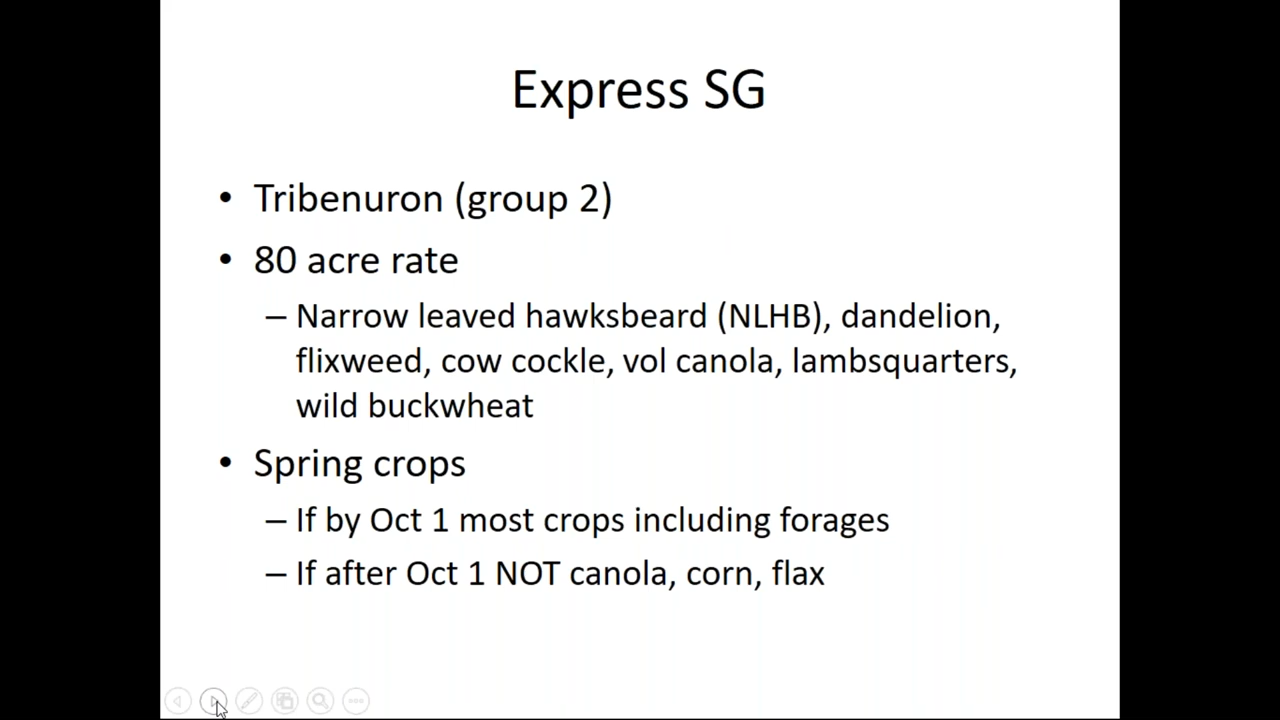 Express SG
• Tribenuron (group 2)
• 80 acre rate
– Narrow leaved hawksbeard (NLHB), dandelion,
flixweed, cow cockle, vol canola, lambsquarters,
wild buckwheat
• Spring crops
– If by Oct 1 most crops including forages
– If after Oct 1 NOT canola, corn, flax